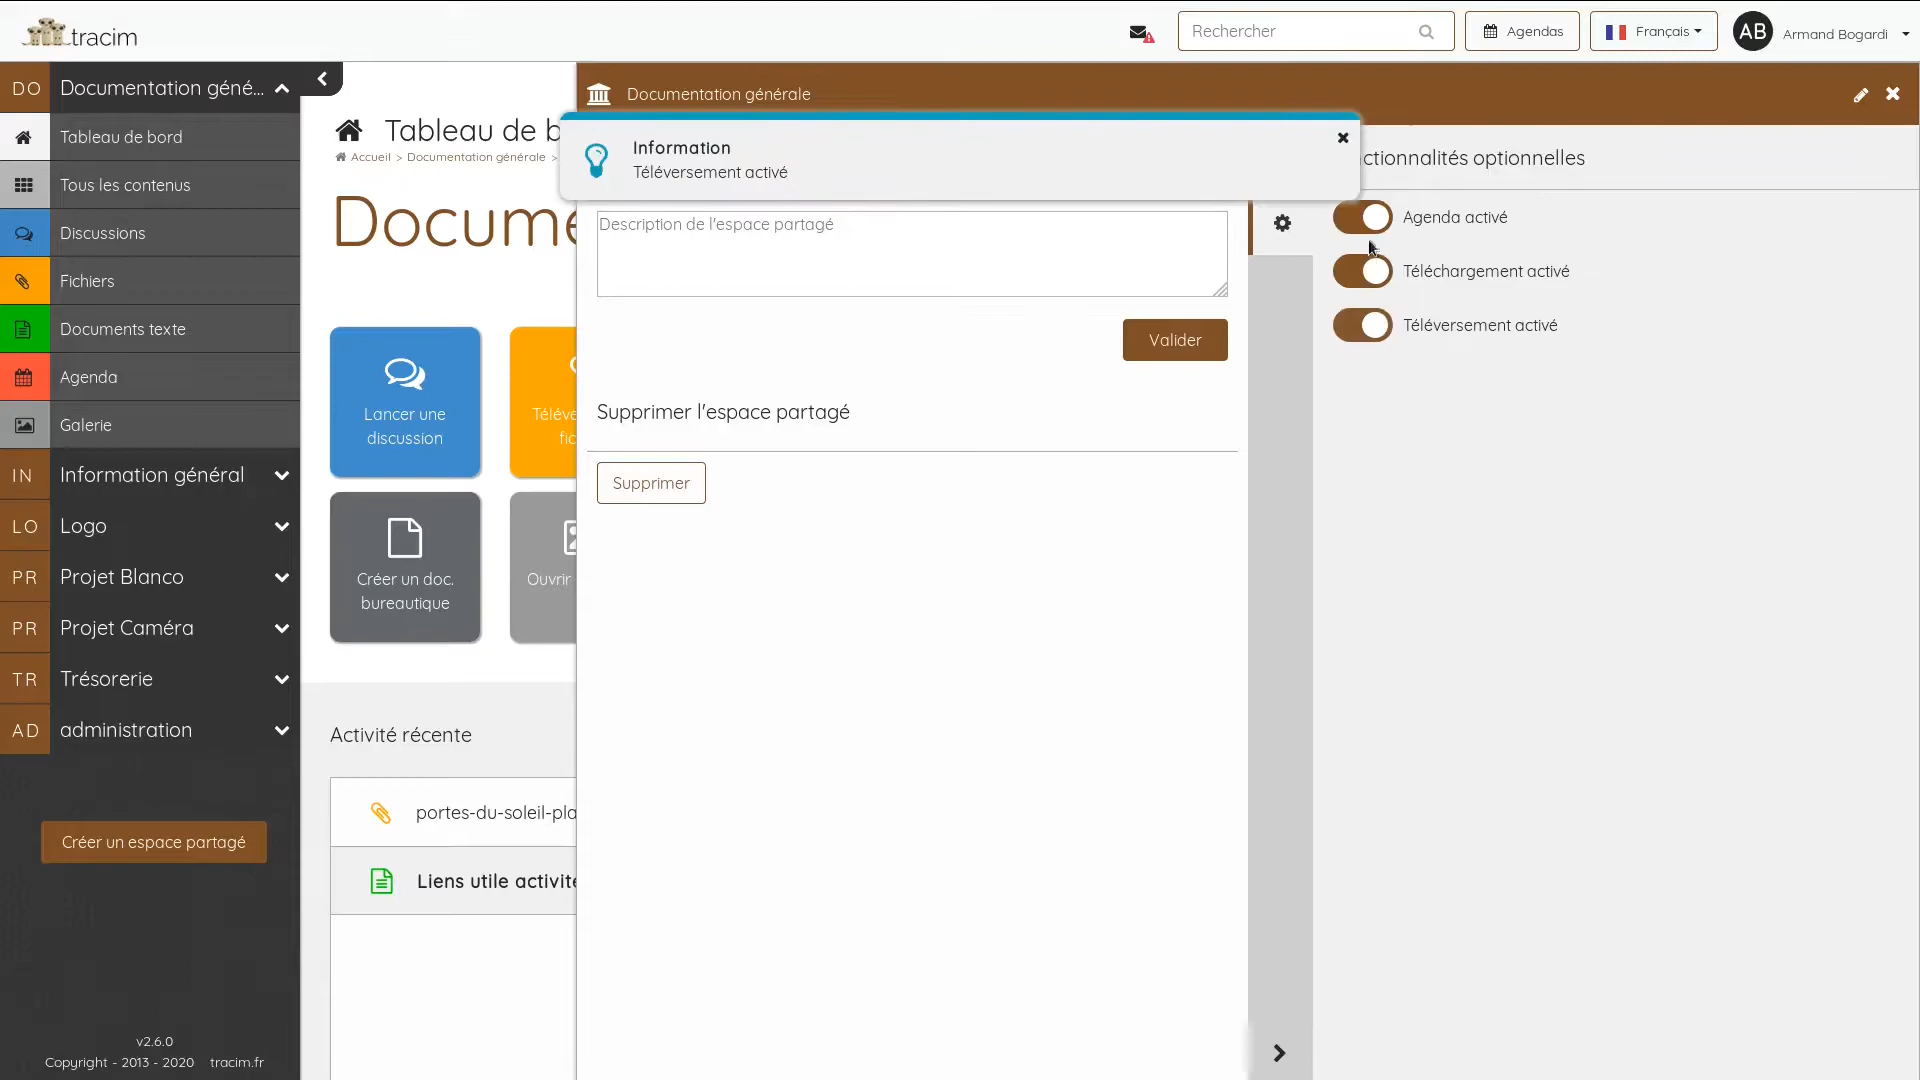 tracim
Rechercher
Agendas
Français
AB
Armand Bogardi
DO
Documentation géné...
Tableau de bord
Tous les contenus
Discussions
Fichiers
Documents texte
Agenda
Galerie
IN
Information général
LO
Logo
PR
Projet Blanco
PR
Projet Caméra
TR
Trésorerie
AD
administration
Créer un espace partagé
v2.6.0
Copyright - 2013 - 2020 tracim.fr
Tableau de b
Accueil > Documentation générale >
Docume
Lancer une
discussion
Téléve
fic
Créer un doc.
bureautique
Ouvrir
Activité récente
portes-du-soleil-pla
Liens utile activité
Documentation générale
Information
Téléversement activé
Description de l'espace partagé
Valider
Supprimer l'espace partagé
Supprimer
ctionnalités optionnelles
Agenda activé
Téléchargement activé
Téléversement activé